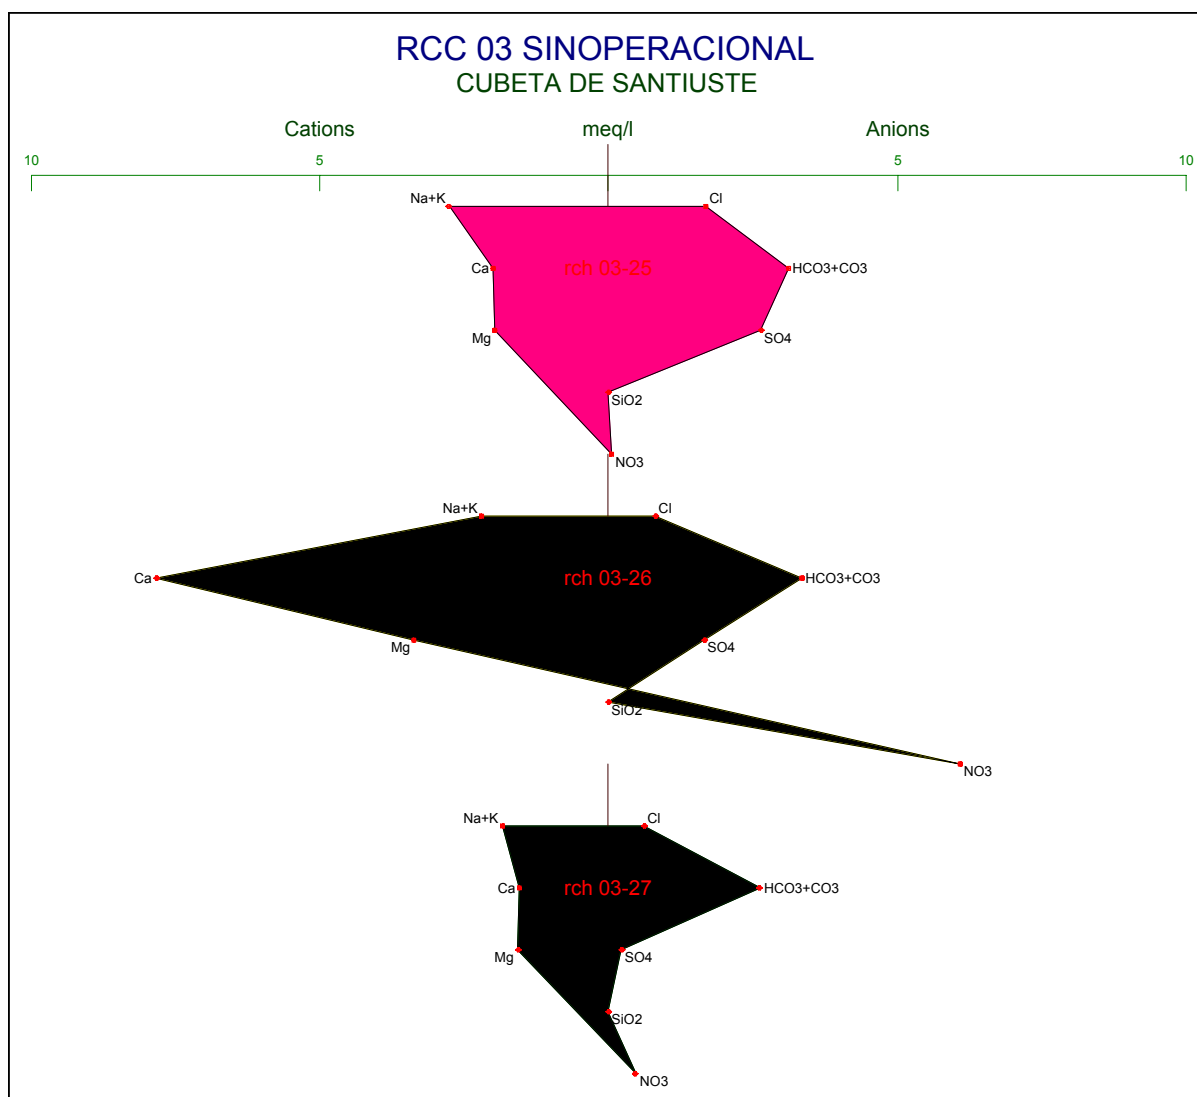 RCC 03 SINOPERACIONAL
CUBETA DE SANTIUSTE
Cations meq/l Anions
10 5 5 10
Na+K Cl
Ca rch 03-25 HCO3+CO3
Mg SO4
SiO2
NO3
Na+K Cl
Ca rch 03-26 HCO3+CO3
Mg SO4
SiO2
NO3
Na+K Cl
Ca rch 03-27 HCO3+CO3
Mg SO4
SiO2
NO3